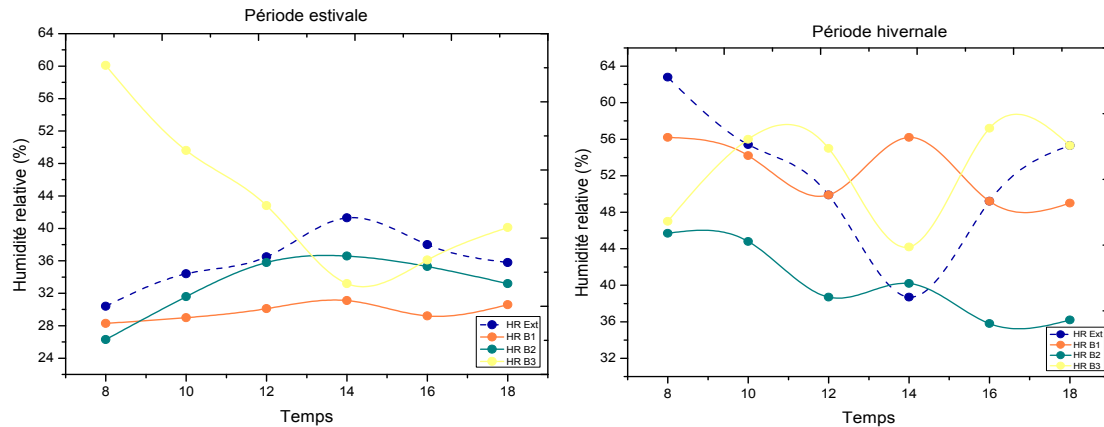 Période estivale
Humidité relative (%)
64
60
56
52
48
44
40
36
32
28
24
8 10 12 14 16 18
Temps
HR Ext
HR B1
HR B2
HR B3
Période hivernale
Humidité relative (%)
64
60
56
52
48
44
40
36
32
8 10 12 14 16 18
Temps
HR Ext
HR B1
HR B2
HR B3